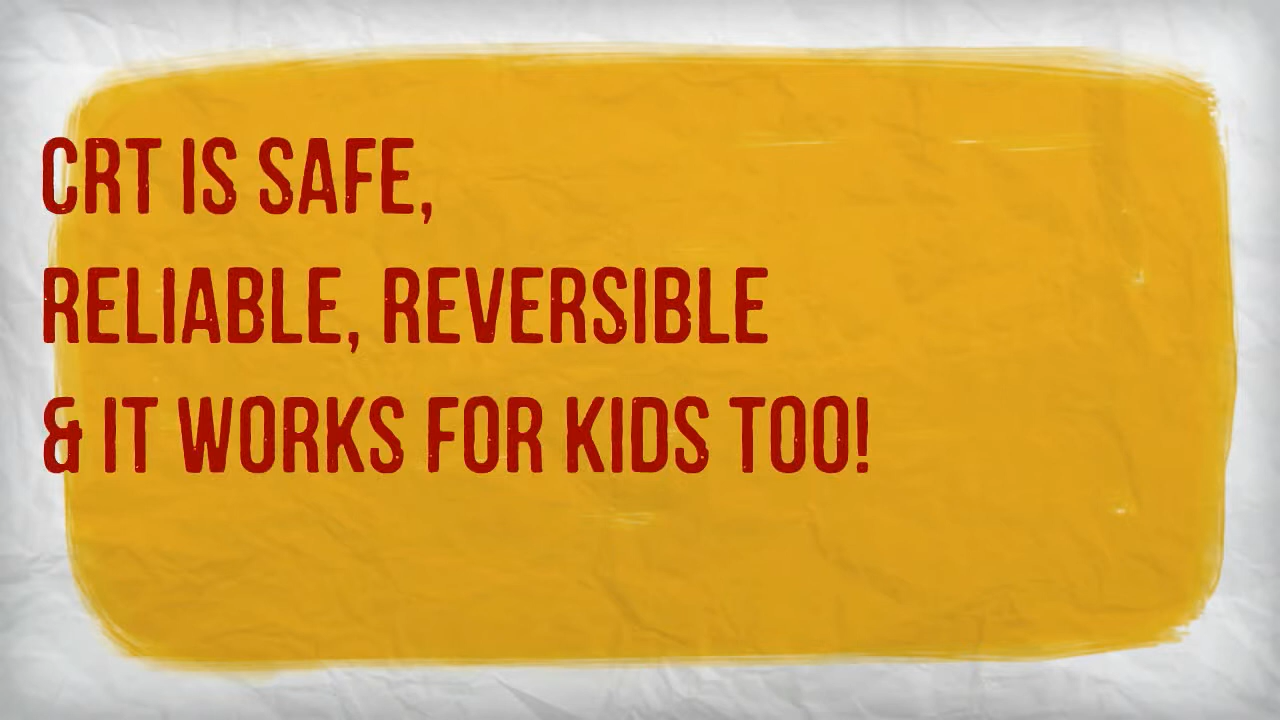 CRT IS SAFE,
RELIABLE, REVERSIBLE
& IT WORKS FOR KIDS TOO!